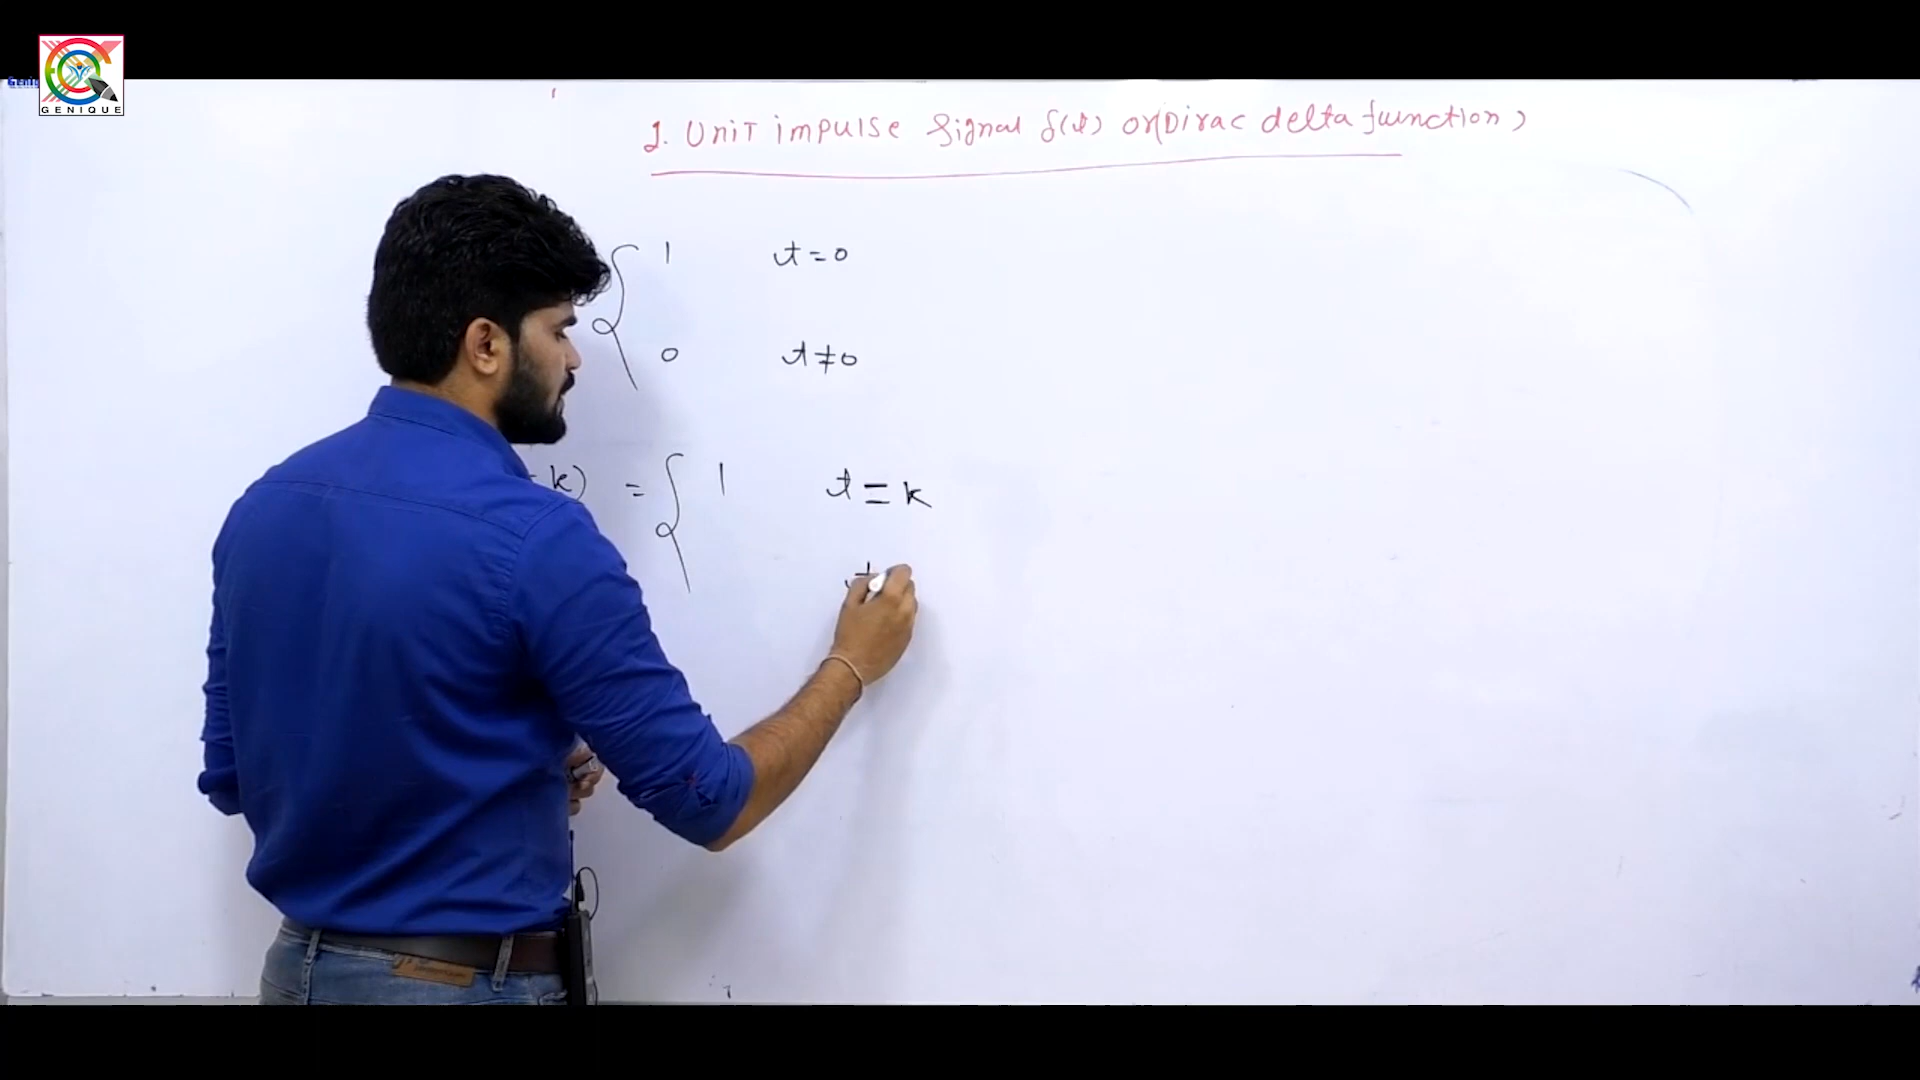 GENIQUE
1. Unit impulse signal δ(t) or (Dirac delta function)
1 t = 0
0 t ≠ 0
k) = { 1 t = k
t